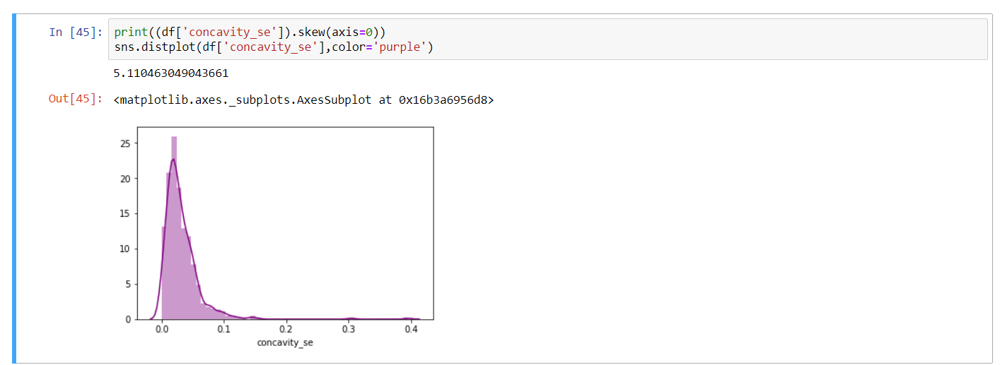 In [45]: print((df['concavity_se']).skew(axis=0))
sns.distplot(df['concavity_se'],color='purple')
5.110463049043661
Out[45]: <matplotlib.axes._subplots.AxesSubplot at 0x16b3a6956d8>
25
20
15
10
5
0
0.0 0.1 0.2 0.3 0.4
concavity_se